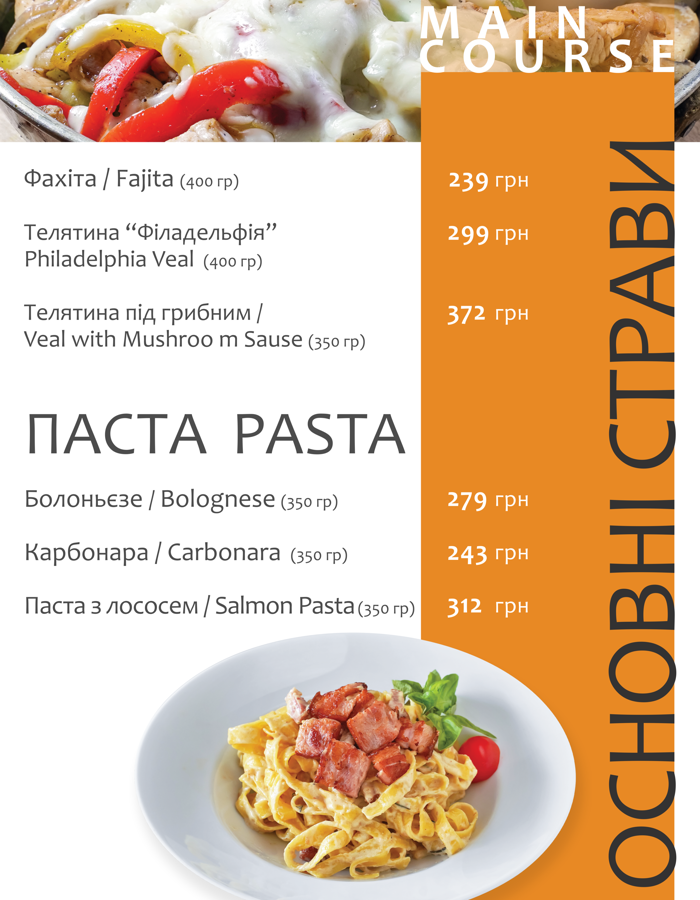 MAIN
COURSE
ОСНОВНІ СТРАВИ
Фахіта / Fajita (400 гр) 239 грн
Телятина “Філадельфія” 299 грн
Philadelphia Veal (400 гр)
Телятина під грибним / 372 грн
Veal with Mushroo m Sause (350 гр)
ПАСТА PASTA
Болоньєзе / Bolognese (350 гр) 279 грн
Карбонара / Carbonara (350 гр) 243 грн
Паста з лососем / Salmon Pasta (350 гр) 312 грн